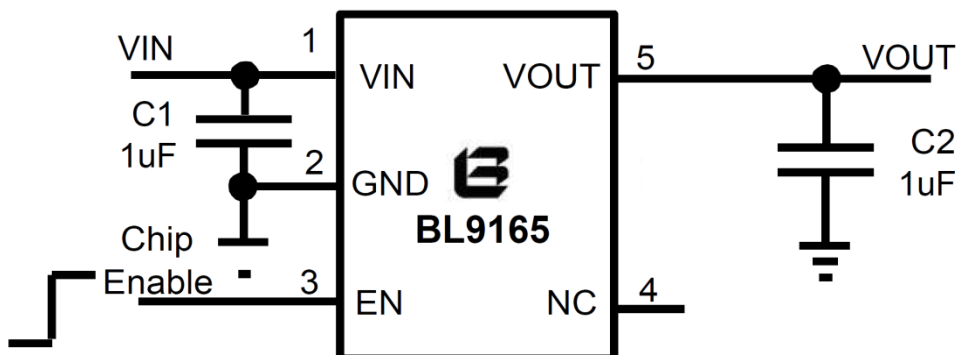 VIN
1
VIN
VOUT
5
VOUT
C1
1uF
C2
1uF
2
GND
BL9165
Chip
Enable
3
EN
NC
4